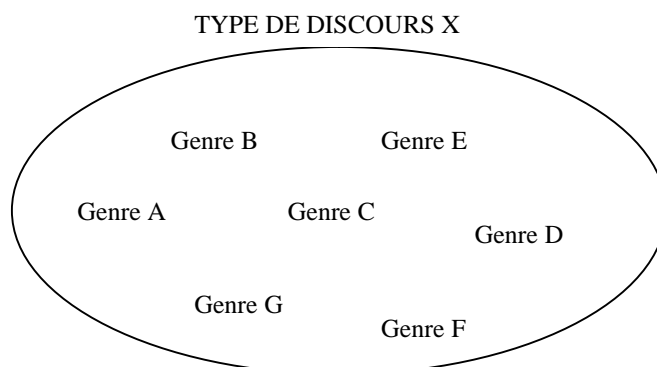 TYPE DE DISCOURS X
Genre B Genre E
Genre A Genre C
Genre D
Genre G
Genre F